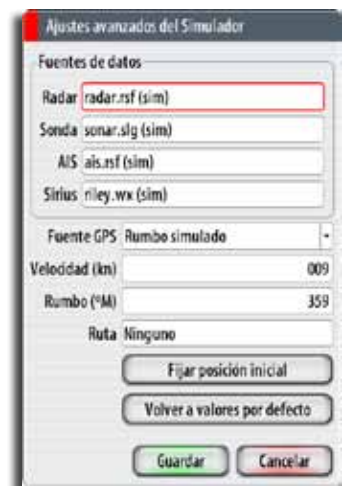 Ajustes avanzados del Simulador
Fuentes de datos
Radar radar.rsf (sim)
Sonda sonar.slg (sim)
AIS ais.rsf (sim)
Sirius riley.wx (sim)
Fuente GPS Rumbo simulado
Velocidad (kn) 009
Rumbo (°M) 359
Ruta Ninguno
Fijar posición inicial
Volver a valores por defecto
Guardar Cancelar